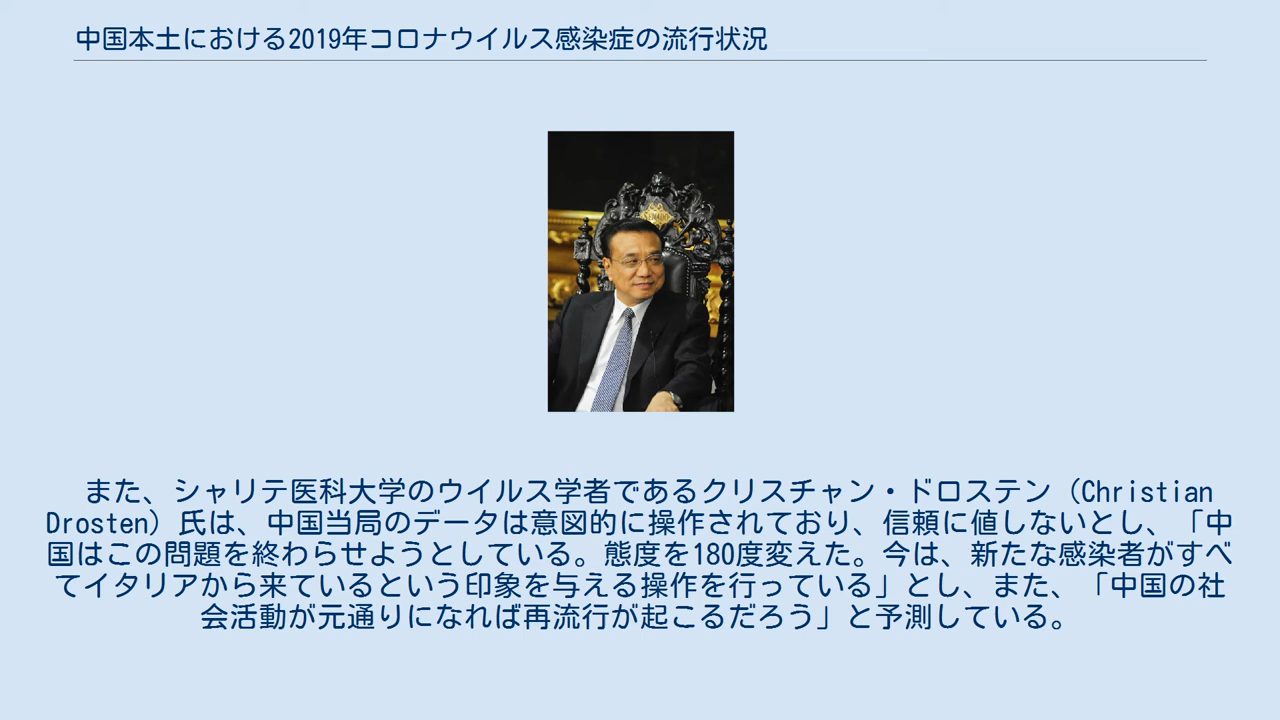 中国本土における2019年コロナウイルス感染症の流行状況
SENADO
また、シャリテ医科大学のウイルス学者であるクリスチャン・ドロステン（Christian
Drosten）氏は、中国当局のデータは意図的に操作されており、信頼に値しないとし、「中
国はこの問題を終わらせようとしている。態度を180度変えた。今は、新たな感染者がすべ
てイタリアから来ているという印象を与える操作を行っている」とし、また、「中国の社
会活動が元通りになれば再流行が起こるだろう」と予測している。